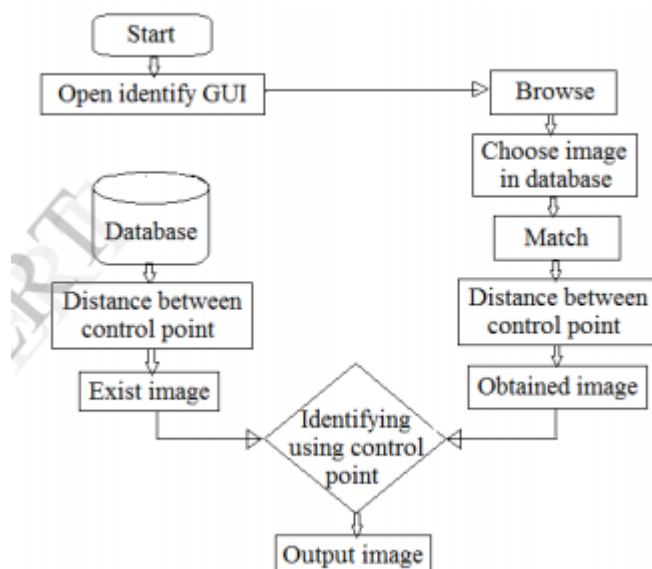 Start
Open identify GUI
Browse
Choose image
in database
Match
Distance between
control point
Obtained image
Database
Distance between
control point
Exist image
Identifying
using control
point
Output image